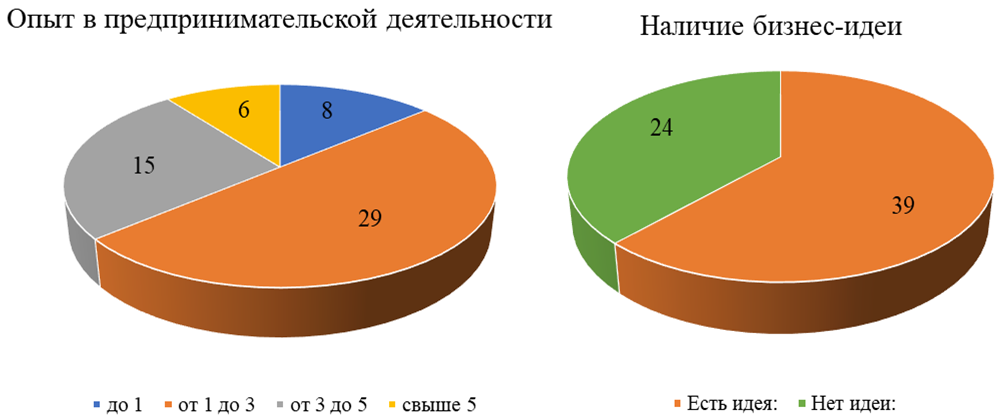 Опыт в предпринимательской деятельности
6
8
15
29
до 1
от 1 до 3
от 3 до 5
свыше 5
Наличие бизнес-идеи
24
39
Есть идея:
Нет идеи: